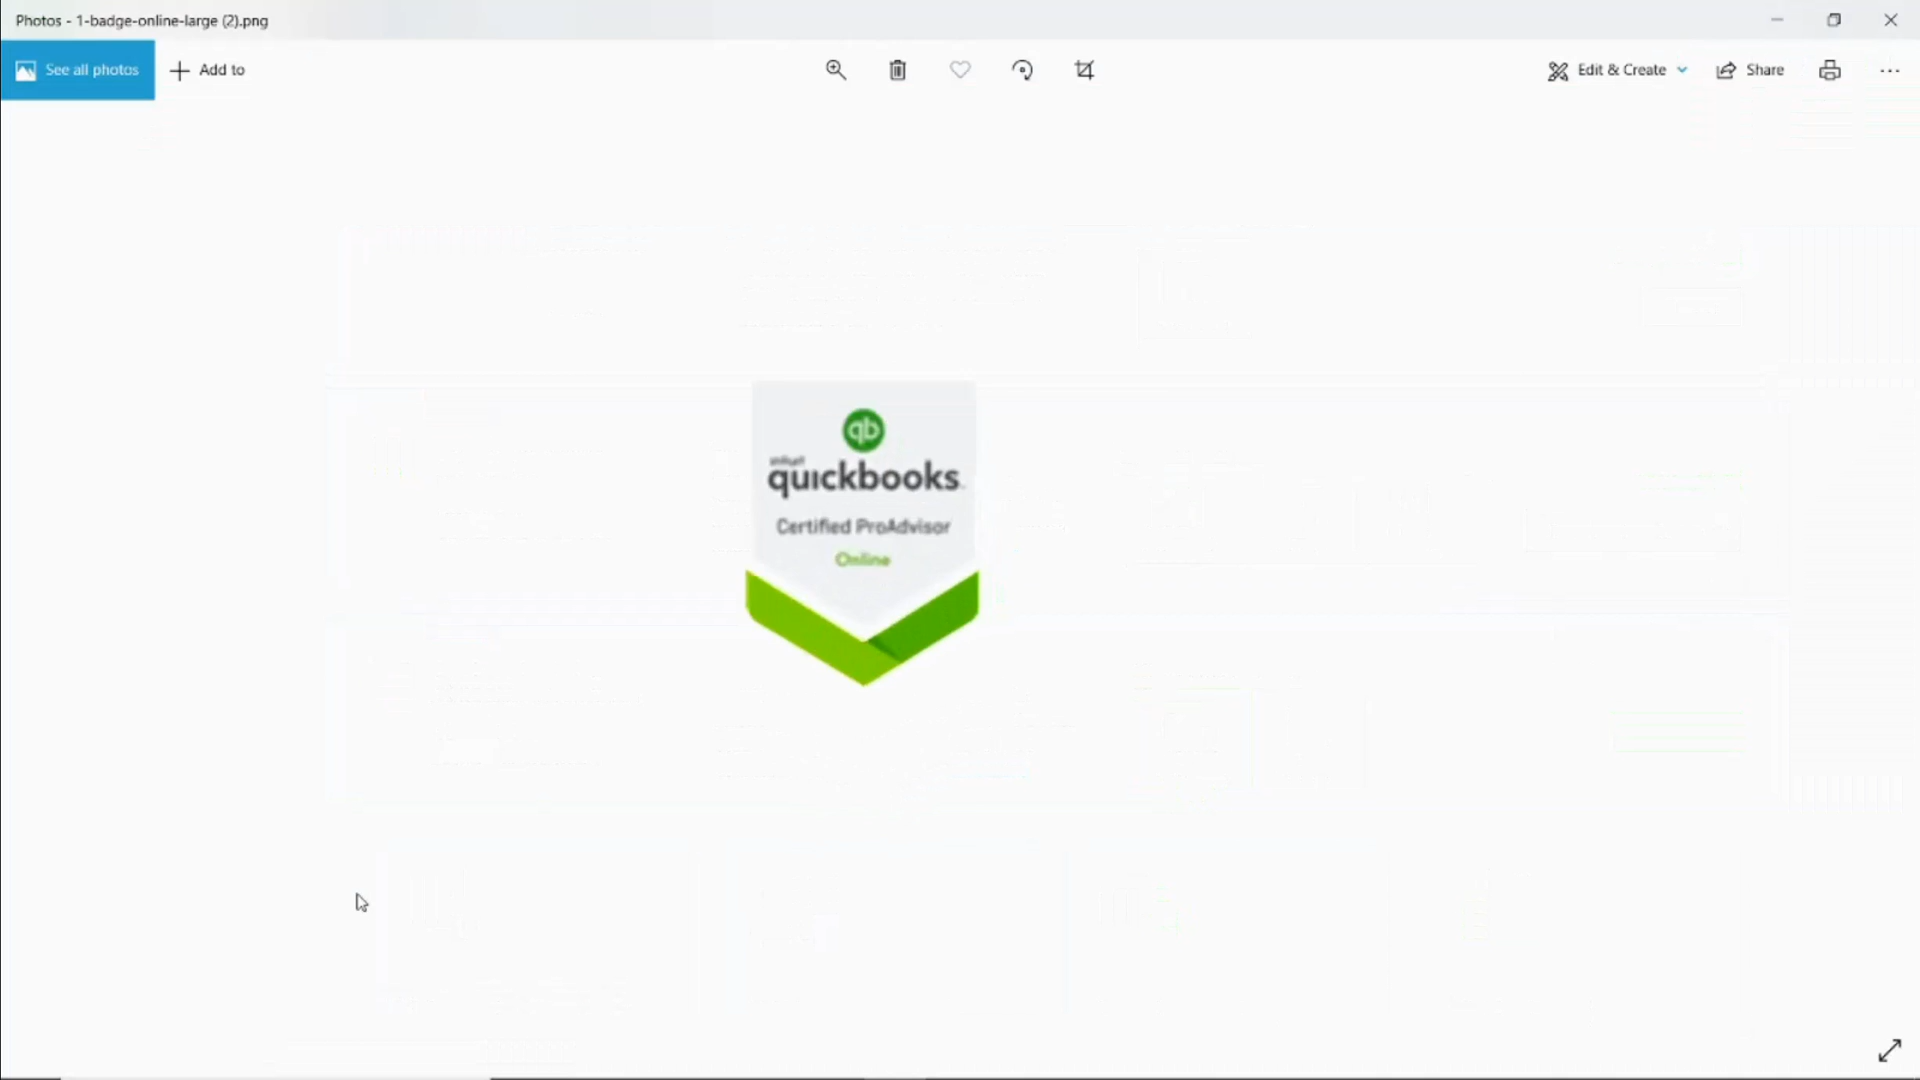 Photos - 1-badge-online-large (2).png
See all photos
Add to
Edit & Create
Share
qb
intuit
quickbooks
Certified ProAdvisor
Online